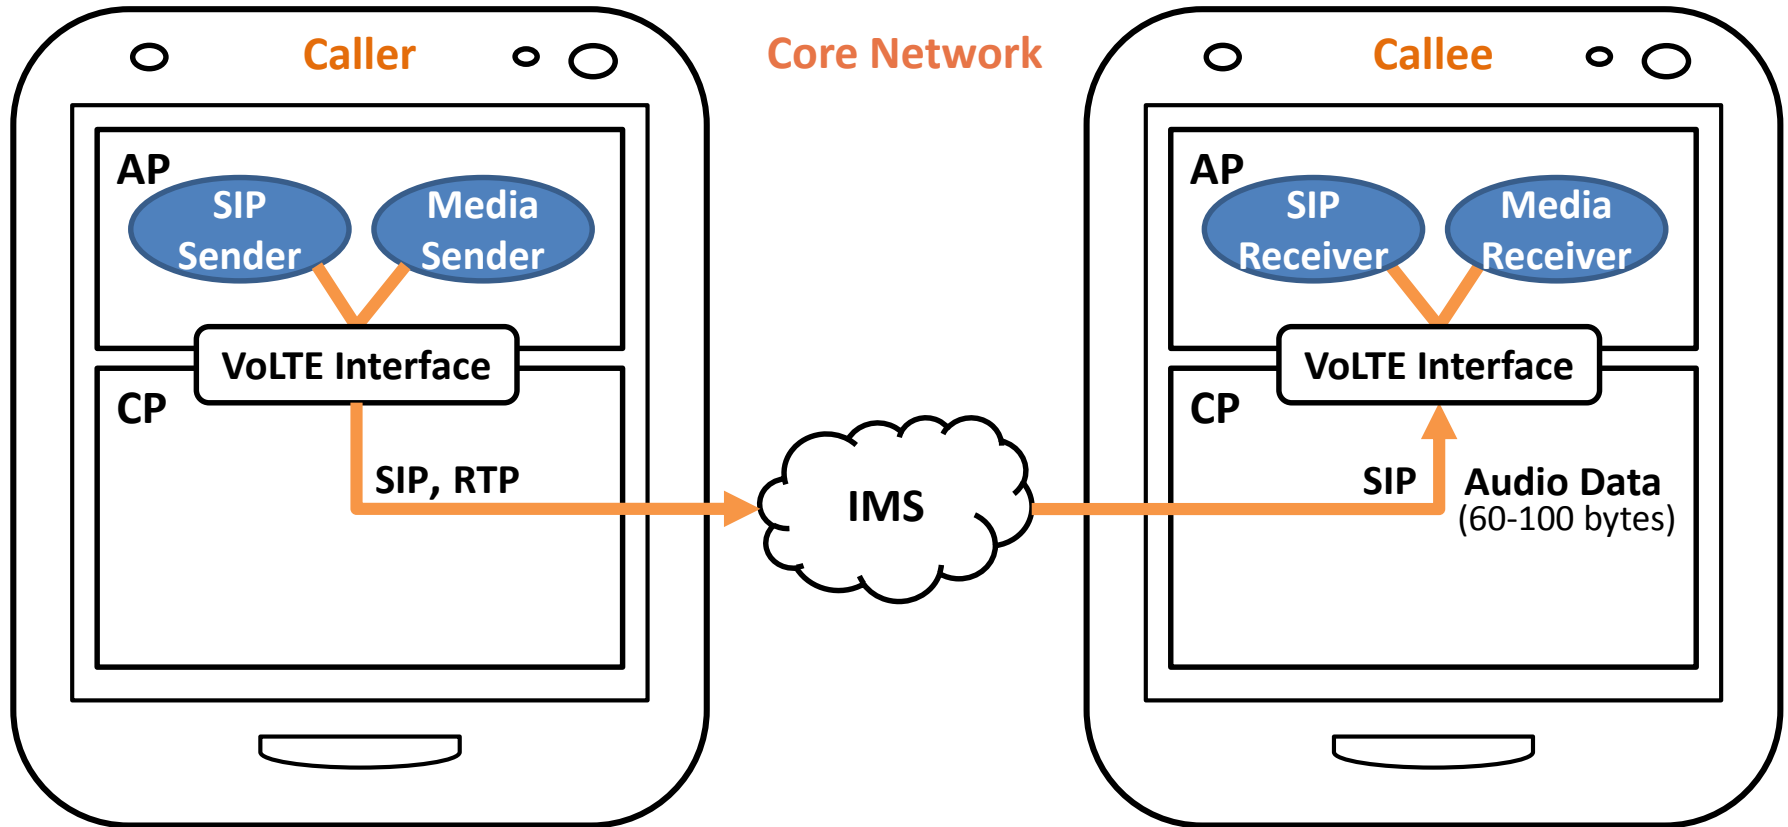 Caller
AP
SIP
Sender
Media
Sender
VoLTE Interface
CP
SIP, RTP
Core Network
IMS
Callee
AP
SIP
Receiver
Media
Receiver
VoLTE Interface
CP
SIP
Audio Data
(60-100 bytes)